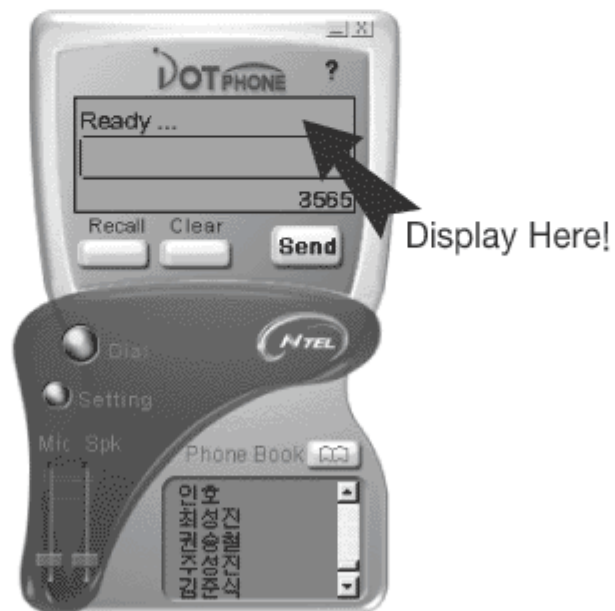 DOT PHONE ?
Ready ...
3565
Recall Clear
Send
Display Here!
NTEL
Dial
Setting
Mic Spk
Phone Book
인호
최성진
권용철
주성진
김준식